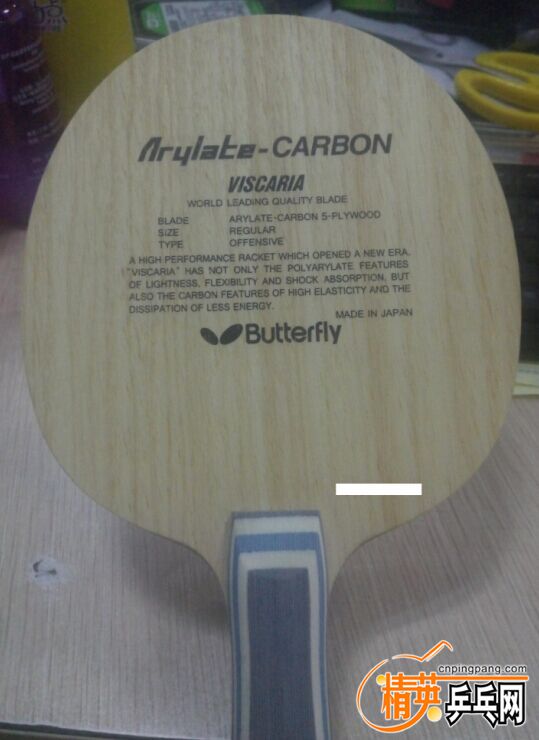 Arylate-CARBON
VISCARIA
WORLD LEADING QUALITY BLADE
BLADE ARYLATE-CARBON 5-PLYWOOD
SIZE REGULAR
TYPE OFFENSIVE
A HIGH PERFORMANCE RACKET WHICH OPENED A NEW ERA.
"VISCARIA" HAS NOT ONLY THE POLYARYLATE FEATURES
OF LIGHTNESS, FLEXIBILITY AND SHOCK ABSORPTION, BUT
ALSO THE CARBON FEATURES OF HIGH ELASTICITY AND THE
DISSIPATION OF LESS ENERGY.
MADE IN JAPAN
Butterfly
cnpingpang.com
精英乒乓网